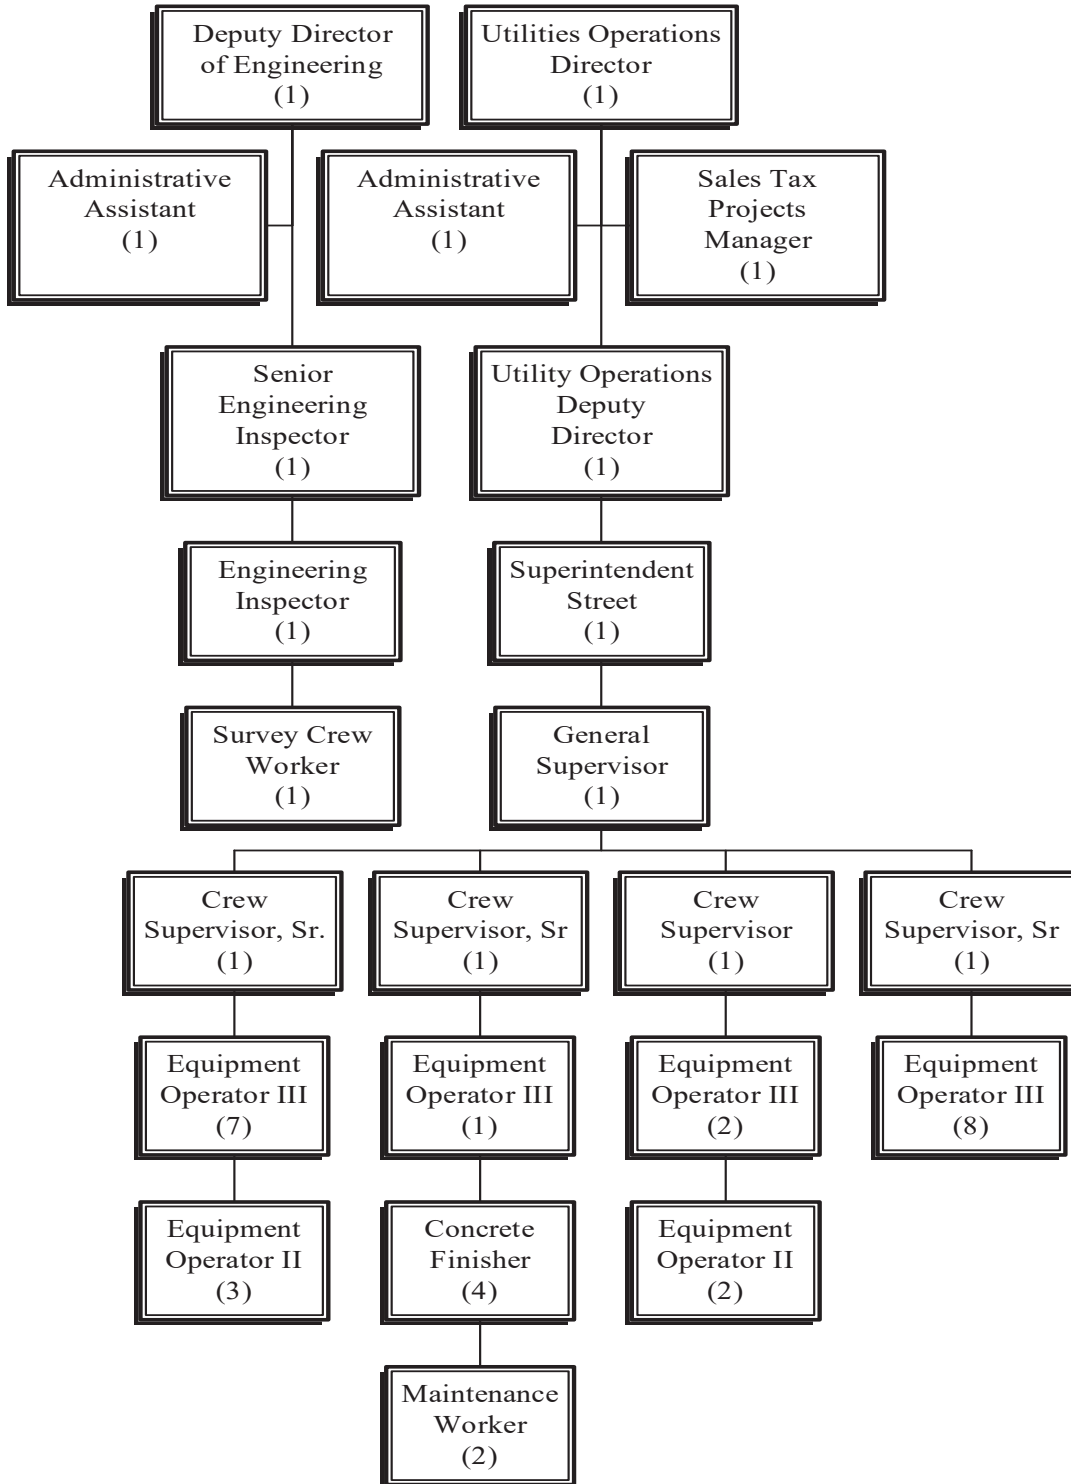 Deputy Director
of Engineering
(1)
Utilities Operations
Director
(1)
Administrative
Assistant
(1)
Administrative
Assistant
(1)
Sales Tax
Projects
Manager
(1)
Senior
Engineering
Inspector
(1)
Utility Operations
Deputy
Director
(1)
Engineering
Inspector
(1)
Superintendent
Street
(1)
Survey Crew
Worker
(1)
General
Supervisor
(1)
Crew
Supervisor, Sr.
(1)
Crew
Supervisor, Sr
(1)
Crew
Supervisor
(1)
Crew
Supervisor, Sr
(1)
Equipment
Operator III
(7)
Equipment
Operator III
(1)
Equipment
Operator III
(2)
Equipment
Operator III
(8)
Equipment
Operator II
(3)
Concrete
Finisher
(4)
Equipment
Operator II
(2)
Maintenance
Worker
(2)